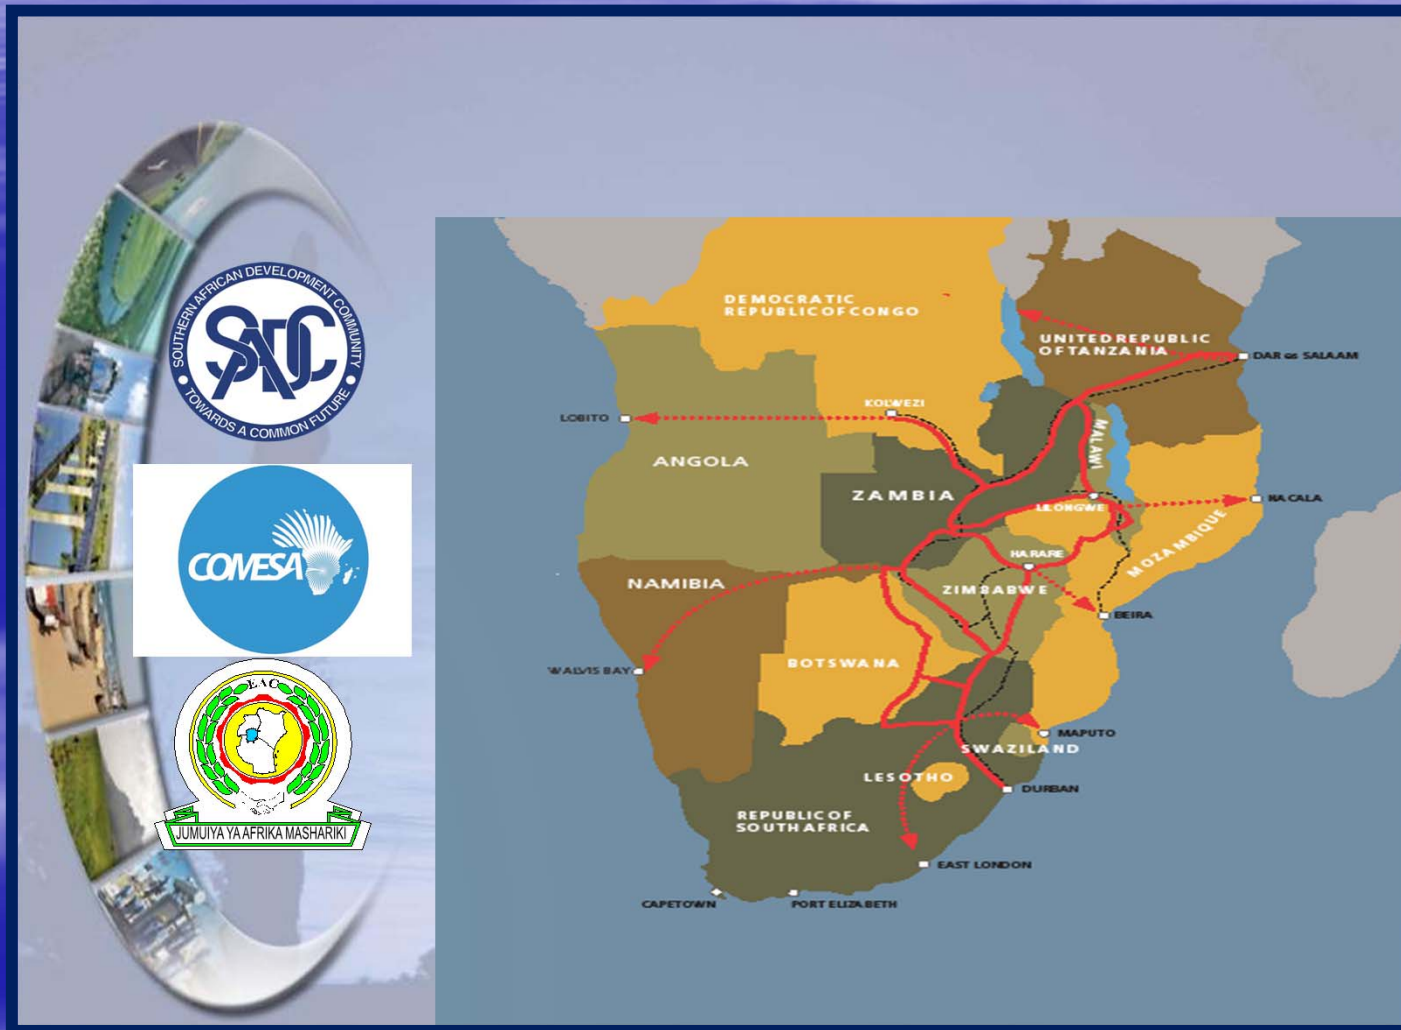 SOUTHERN AFRICAN DEVELOPMENT COMMUNITY
SADC
TOWARDS A COMMON FUTURE
COMESA
EAC
JUMUIYA YA AFRIKA MASHARIKI
DEMOCRATIC
REPUBLIC OF CONGO
UNITED REPUBLIC
OF TANZANIA
DAR es SALAAM
KOLWEZI
LOBITO
MALAWI
ANGOLA
ZAMBIA
LILONGWE
NACALA
MOZAMBIQUE
HARARE
NAMIBIA
ZIMBABWE
BEIRA
BOTSWANA
WALVIS BAY
MAPUTO
SWAZILAND
LESOTHO
DURBAN
REPUBLIC OF
SOUTH AFRICA
EAST LONDON
CAPETOWN
PORT ELIZABETH